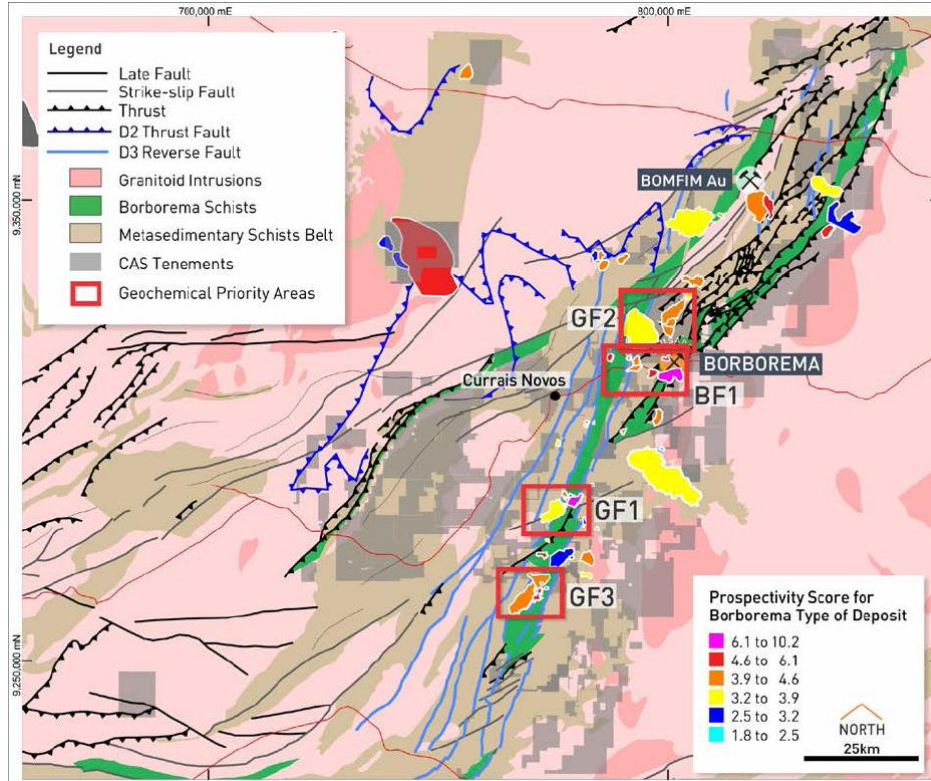 760,000 mE
800,000 mE
9,350,000 mN
9,250,000 mN
Legend
Late Fault
Strike-slip Fault
Thrust
D2 Thrust Fault
D3 Reverse Fault
Granitoid Intrusions
Borborema Schists
Metasedimentary Schists Belt
CAS Tenements
Geochemical Priority Areas
BOMFIM Au
GF2
BORBOREMA
BF1
Currais Novos
GF1
GF3
Prospectivity Score for
Borborema Type of Deposit
6.1 to 10.2
4.6 to 6.1
3.9 to 4.6
3.2 to 3.9
2.5 to 3.2
1.8 to 2.5
NORTH
25km